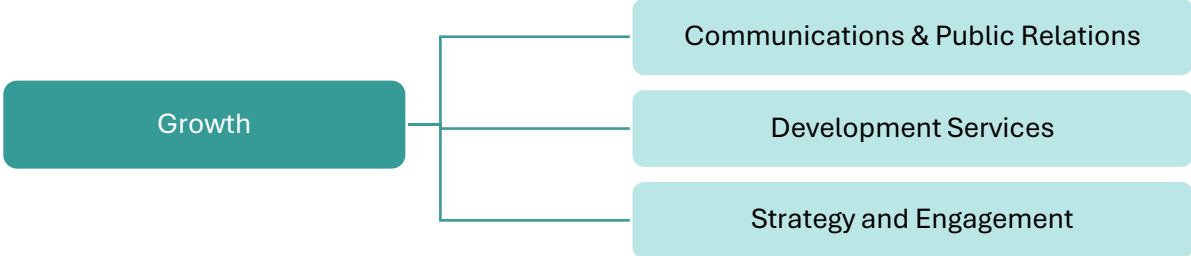 Communications & Public Relations
Growth
Development Services
Strategy and Engagement